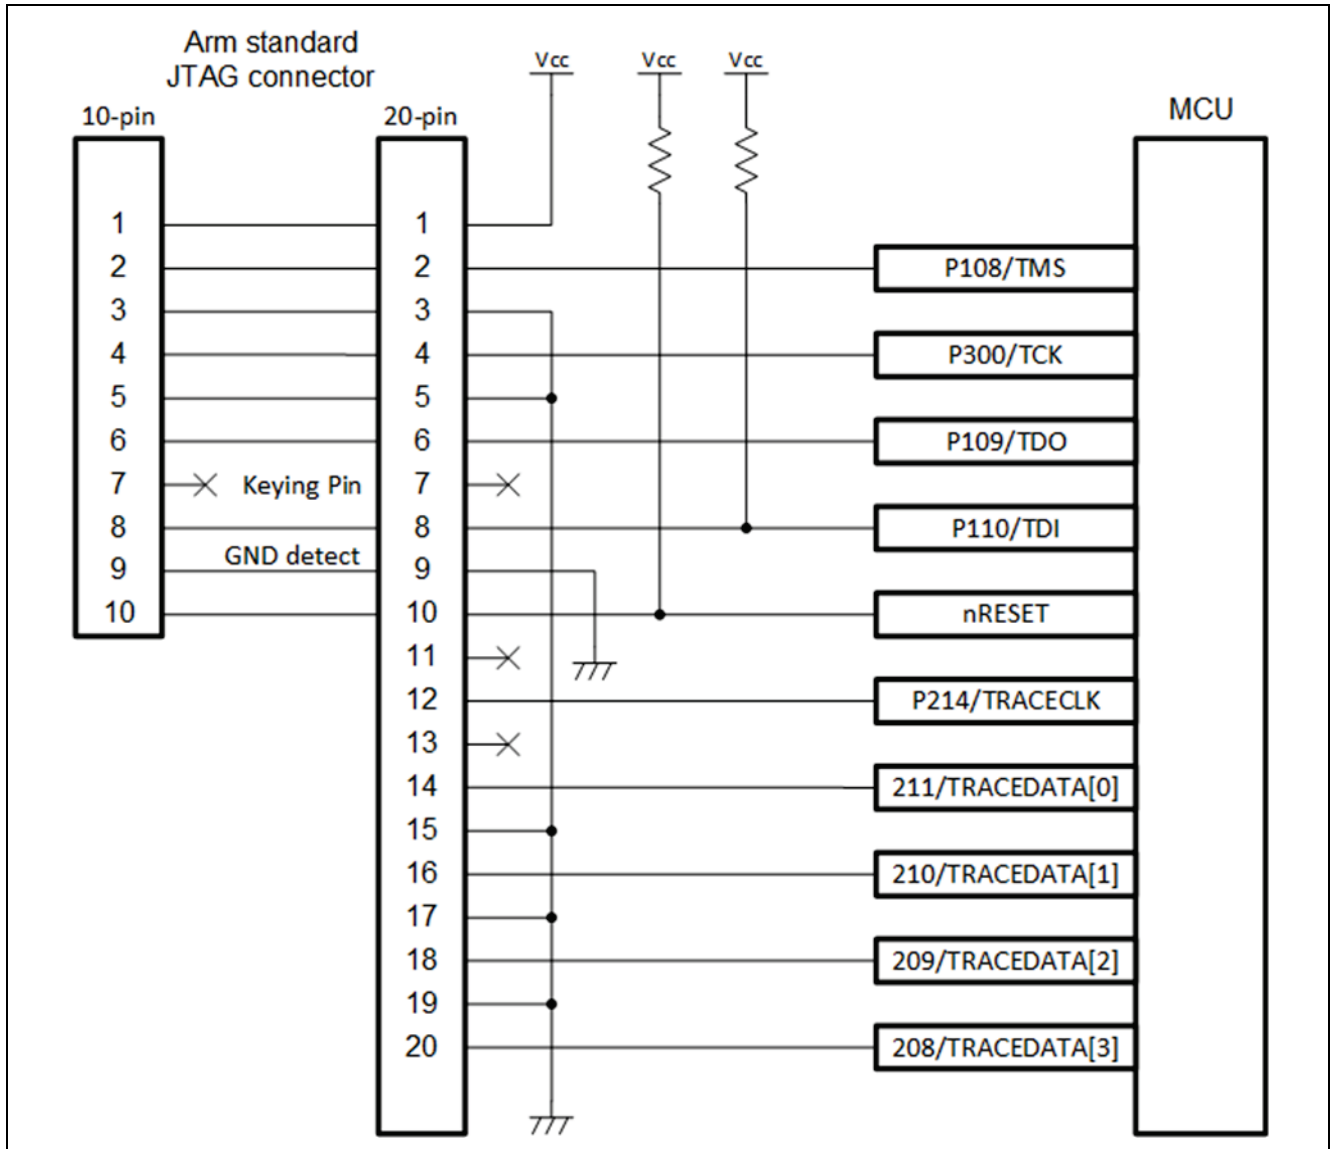 Arm standard
JTAG connector
10-pin
20-pin
Vcc
Vcc
Vcc
MCU
1
1
2
2
P108/TMS
3
3
4
4
P300/TCK
5
5
6
6
P109/TDO
7
Keying Pin
7
8
8
P110/TDI
GND detect
9
9
10
10
nRESET
11
12
P214/TRACECLK
13
14
211/TRACEDATA[0]
15
16
210/TRACEDATA[1]
17
18
209/TRACEDATA[2]
19
20
208/TRACEDATA[3]